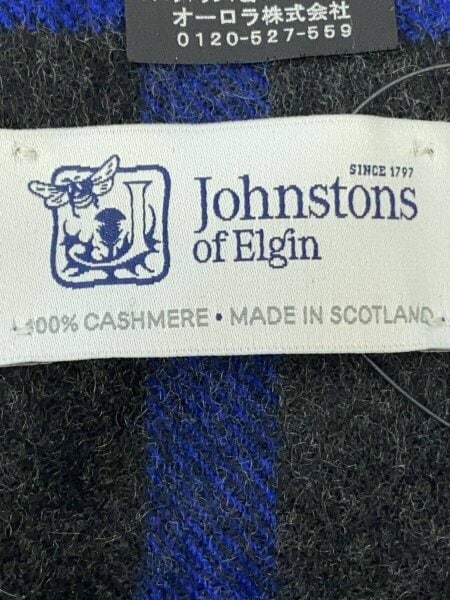 オーロラ株式会社
0120-527-559
SINCE 1797
J
Johnstons
of Elgin
100% CASHMERE • MADE IN SCOTLAND